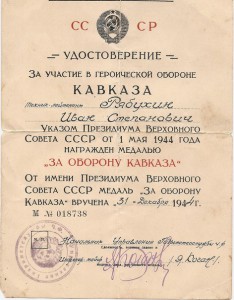 СС СР
УДОСТОВЕРЕНИЕ
ЗА УЧАСТИЕ В ГЕРОИЧЕСКОЙ ОБОРОНЕ
КАВКАЗА
Рябухин
Иван Степанович
УКАЗОМ ПРЕЗИДИУМА ВЕРХОВНОГО
СОВЕТА СССР ОТ 1 МАЯ 1944 ГОДА
НАГРАЖДЕН МЕДАЛЬЮ
„ЗА ОБОРОНУ КАВКАЗА“
ОТ ИМЕНИ ПРЕЗИДИУМА ВЕРХОВНОГО
СОВЕТА СССР МЕДАЛЬ „ЗА ОБОРОНУ
КАВКАЗА“ ВРУЧЕНА „31“ Декабря 1944 г.
М № 018738
Начальник Управления